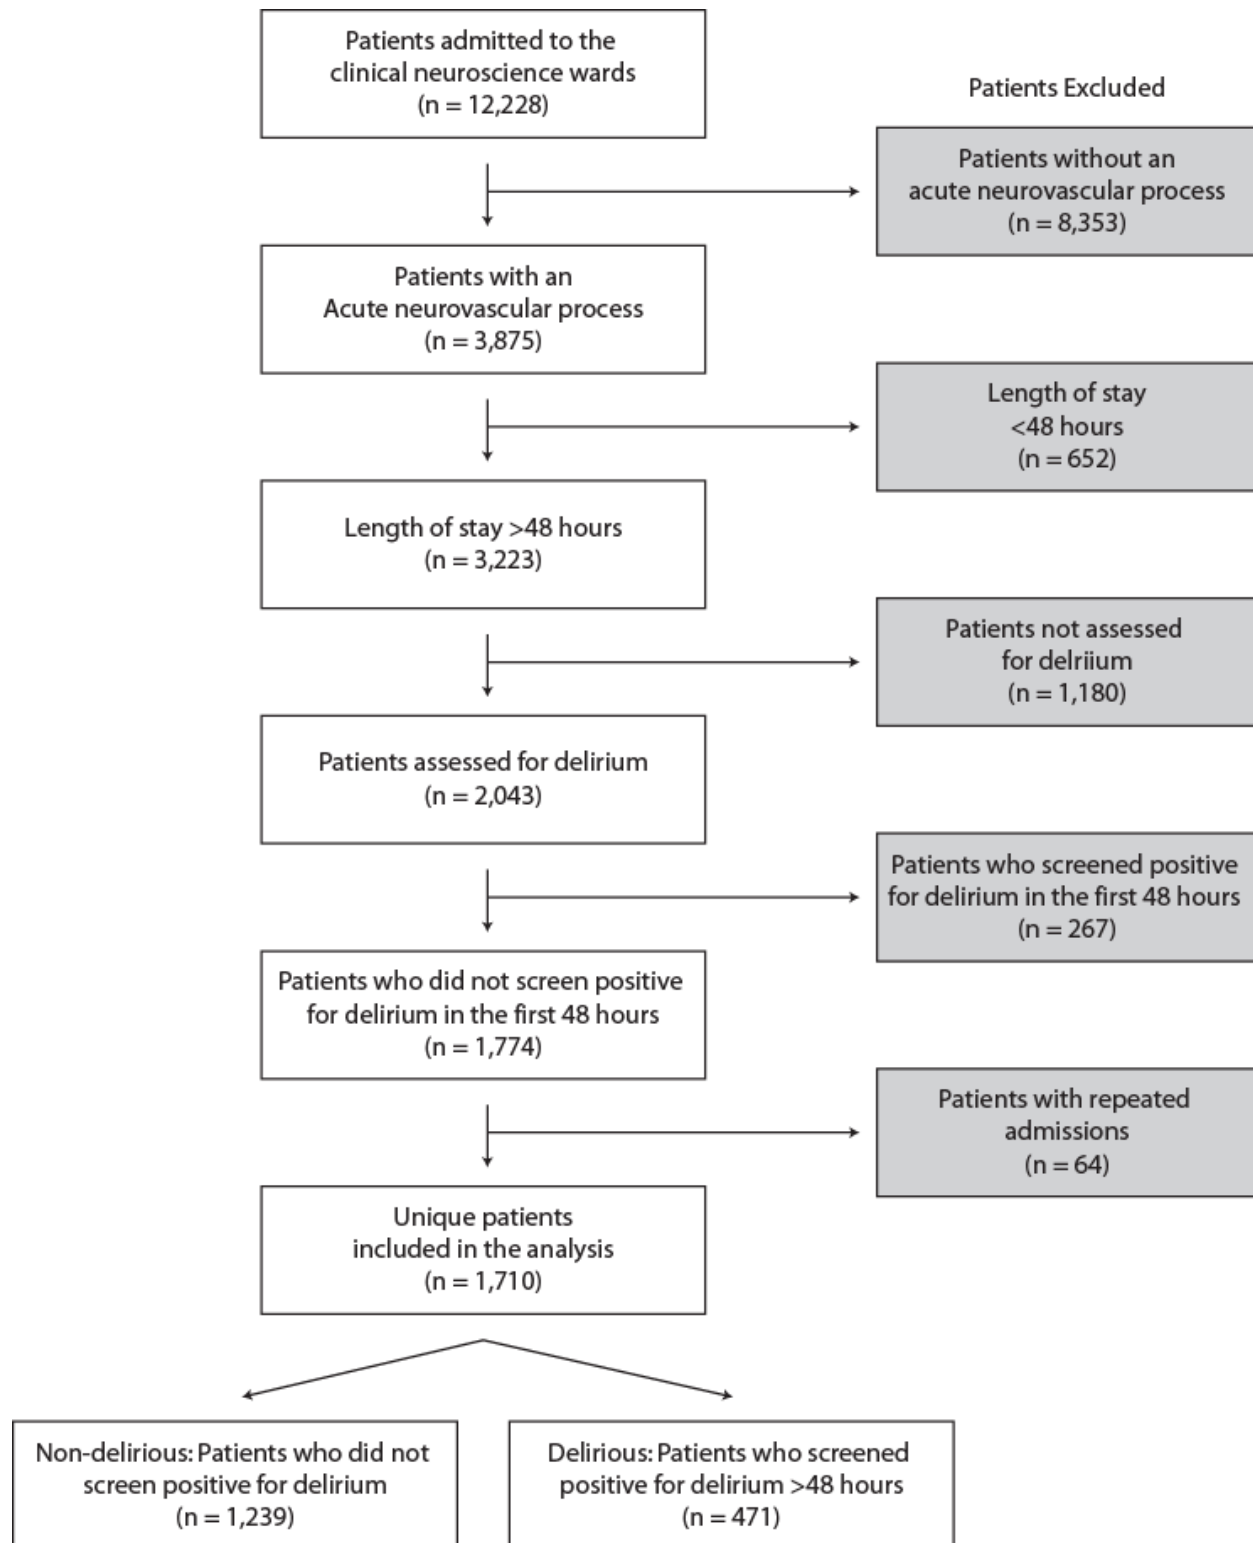 Patients admitted to the
clinical neuroscience wards
(n = 12,228)
Patients Excluded
Patients without an
acute neurovascular process
(n = 8,353)
Patients with an
Acute neurovascular process
(n = 3,875)
Length of stay
<48 hours
(n = 652)
Length of stay >48 hours
(n = 3,223)
Patients not assessed
for delriium
(n = 1,180)
Patients assessed for delirium
(n = 2,043)
Patients who screened positive
for delirium in the first 48 hours
(n = 267)
Patients who did not screen positive
for delirium in the first 48 hours
(n = 1,774)
Patients with repeated
admissions
(n = 64)
Unique patients
included in the analysis
(n = 1,710)
Non-delirious: Patients who did not
screen positive for delirium
(n = 1,239)
Delirious: Patients who screened
positive for delirium >48 hours
(n = 471)